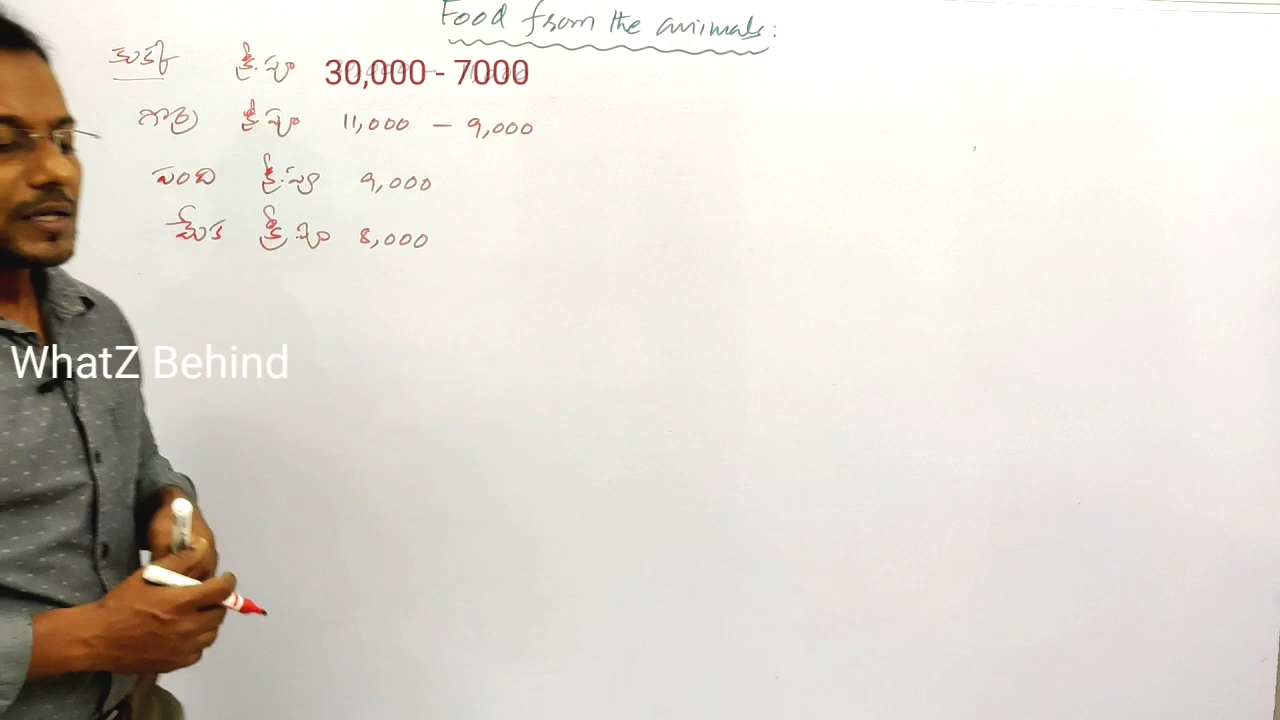 Food from the animals:
కుక్క క్రీ.పూ 30,000 - 7000
గొర్రె క్రీ.పూ 11,000 - 9,000
పంది క్రీ.పూ 9,000
మేక క్రీ.పూ 8,000
WhatZ Behind